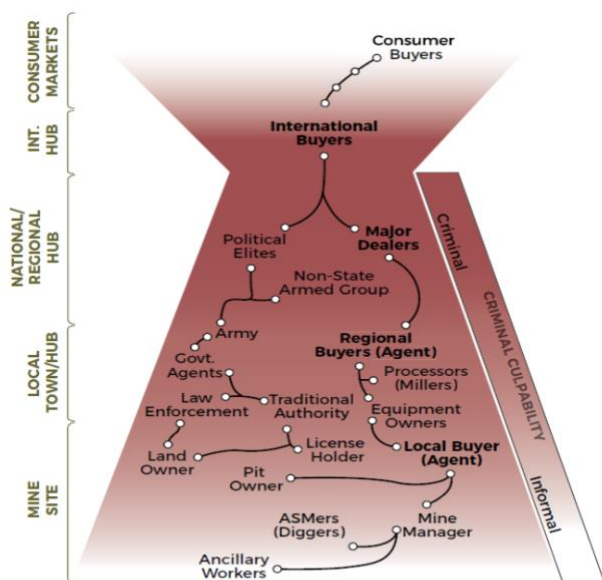 CONSUMER
MARKETS
INT.
HUB
NATIONAL/
REGIONAL
HUB
LOCAL
TOWN/HUB
MINE
SITE
Consumer
Buyers
International
Buyers
Political
Elites
Major
Dealers
Non-State
Armed Group
Army
Govt.
Agents
Regional
Buyers (Agent)
Processors
(Millers)
Law
Enforcement
Traditional
Authority
Equipment
Owners
Land
Owner
License
Holder
Local Buyer
(Agent)
Pit
Owner
Mine
Manager
ASMers
(Diggers)
Ancillary
Workers
Criminal
CRIMINAL CULPABILITY
Informal